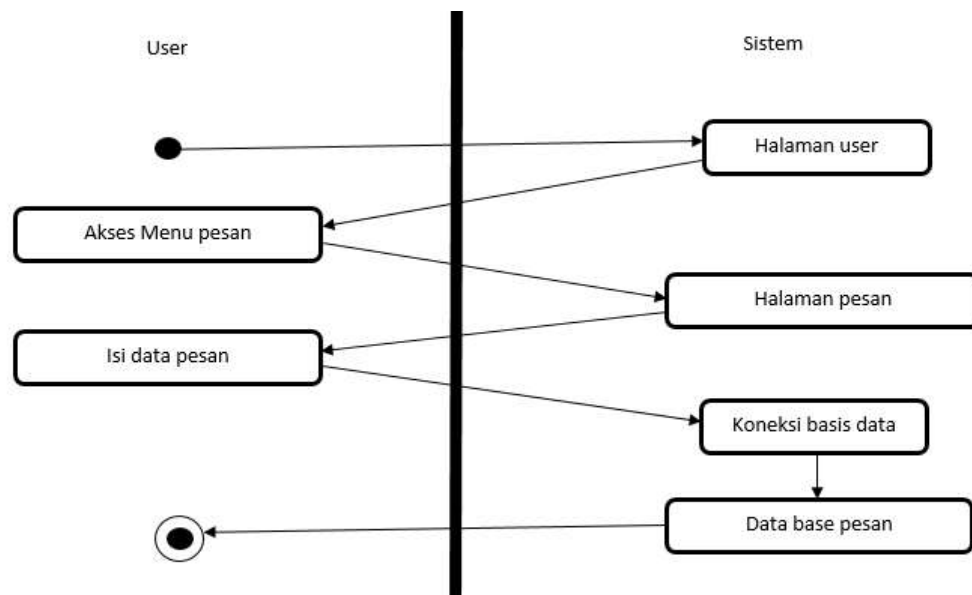 User
Sistem
Halaman user
Akses Menu pesan
Halaman pesan
Isi data pesan
Koneksi basis data
Data base pesan